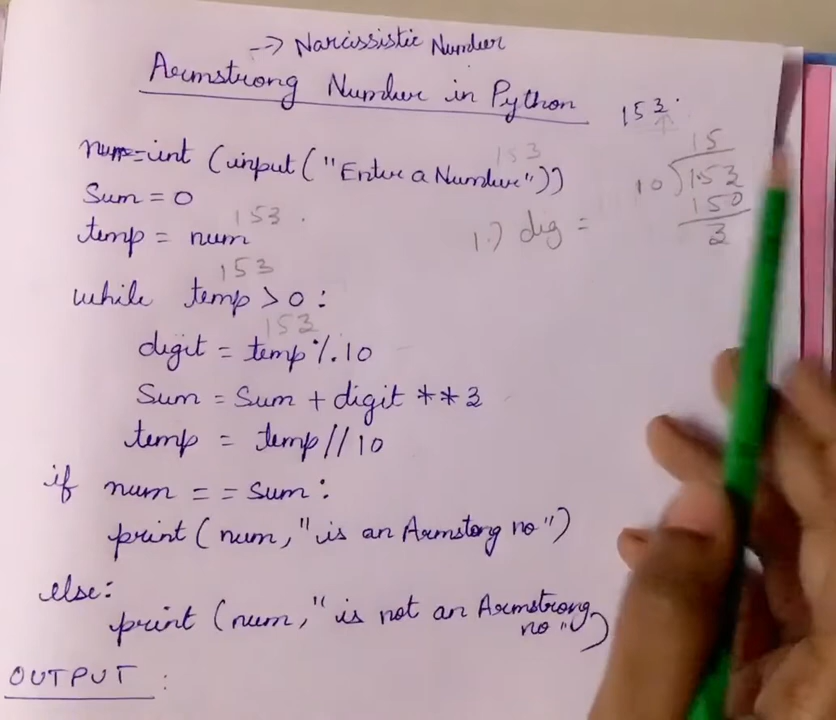 -> Narcissistic Number
Armstrong Number in Python
153.
num=int (input("Enter a Number"))
153
Sum = 0
temp = num
153.
while temp > 0:
153
digit = temp % 10
153
Sum = Sum + digit ** 3
temp = temp // 10
if num == sum:
print (num, "is an Armstong no")
else:
print (num, "is not an Armstrong
no")
OUTPUT :
15
10)153
150
3
1.) dig =